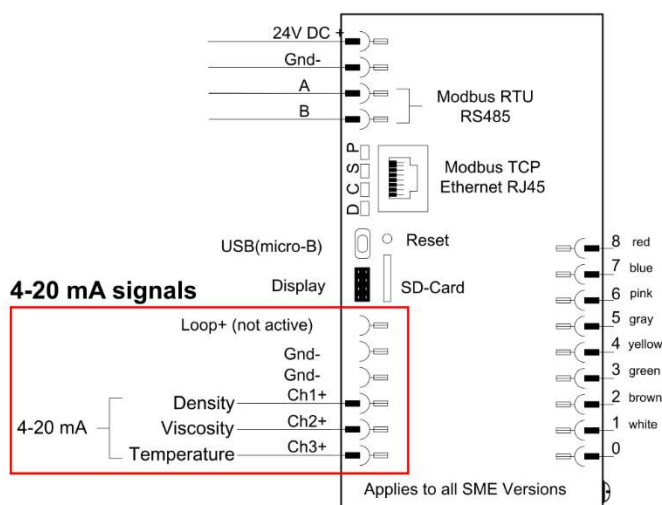 24V DC +
Gnd-
A
B
Modbus RTU
RS485
P
S
C
D
Modbus TCP
Ethernet RJ45
USB(micro-B)
Reset
Display
SD-Card
4-20 mA signals
Loop+ (not active)
Gnd-
Gnd-
4-20 mA
Density Ch1+
Viscosity Ch2+
Temperature Ch3+
8 red
7 blue
6 pink
5 gray
4 yellow
3 green
2 brown
1 white
0
Applies to all SME Versions